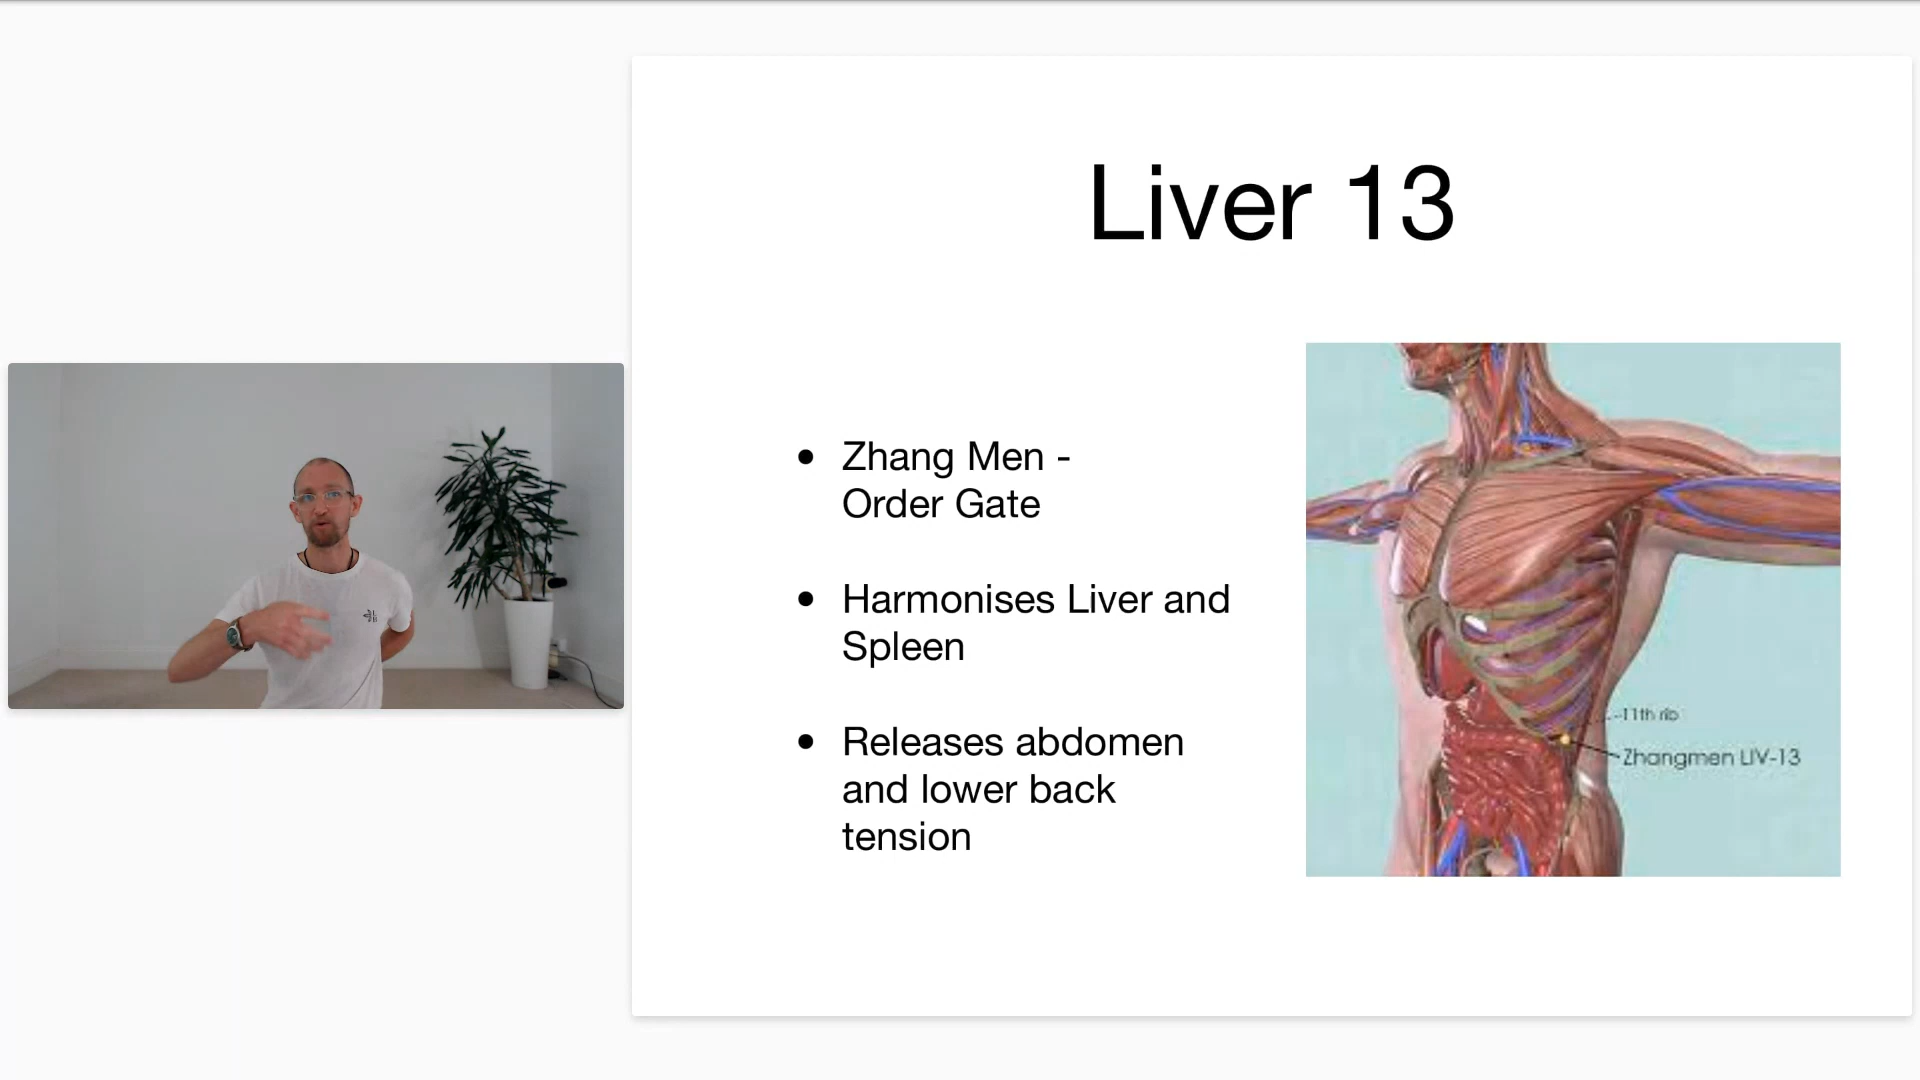 Liver 13
• Zhang Men -
Order Gate
• Harmonises Liver and
Spleen
• Releases abdomen
and lower back
tension
11th rib
Zhangmen LIV-13